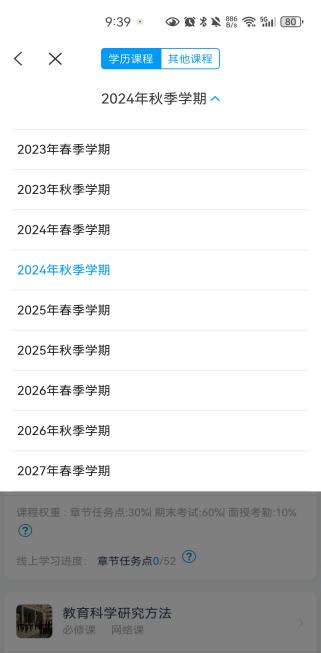 9:39
886
B/s
5G
80
学历课程 其他课程
2024年秋季学期
2023年春季学期
2023年秋季学期
2024年春季学期
2024年秋季学期
2025年春季学期
2025年秋季学期
2026年春季学期
2026年秋季学期
2027年春季学期
课程权重：章节任务点:30%| 期末考试:60%| 面授考勤:10%
?
线上学习进度： 章节任务点0/52 ?
教育科学研究方法
必修课 网络课